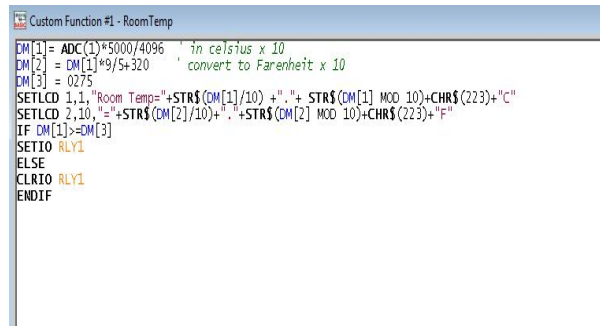 Custom Function #1 - RoomTemp
DM[1]= ADC(1)*5000/4096 ' in celsius x 10
DM[2] = DM[1]*9/5+320 ' convert to Farenheit x 10
DM[3] = 0275
SETLCD 1,1,"Room Temp="+STR$(DM[1]/10) +"."+ STR$(DM[1] MOD 10)+CHR$(223)+"C"
SETLCD 2,10,"="+STR$(DM[2]/10)+"."+STR$(DM[2] MOD 10)+CHR$(223)+"F"
IF DM[1]>=DM[3]
SETIO RLY1
ELSE
CLRIO RLY1
ENDIF